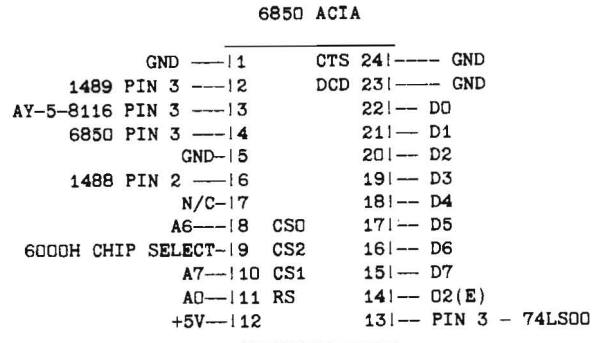 6850 ACIA
GND ---|1 CTS 24|---- GND
1489 PIN 3 ---|2 DCD 23|---- GND
AY-5-8116 PIN 3 ---|3 22|-- D0
6850 PIN 3 ---|4 21|-- D1
GND-|5 20|-- D2
1488 PIN 2 ---|6 19|-- D3
N/C-|7 18|-- D4
A6---|8 CS0 17|-- D5
6000H CHIP SELECT-|9 CS2 16|-- D6
A7--|10 CS1 15|-- D7
A0--|11 RS 14|-- 02(E)
+5V--|12 13|-- PIN 3 - 74LS00